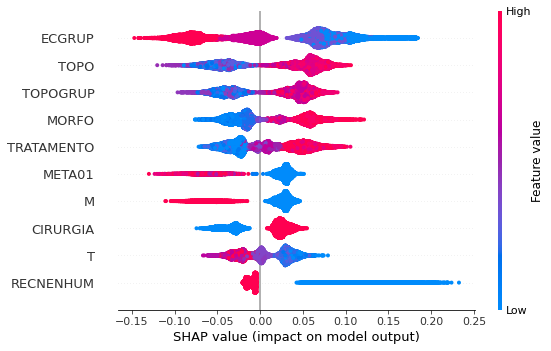 High
ECGRUP
TOPO
TOPOGRUP
MORFO
TRATAMENTO
META01
M
CIRURGIA
T
RECNENHUM
Feature value
Low
−0.15 −0.10 −0.05 0.00 0.05 0.10 0.15 0.20 0.25
SHAP value (impact on model output)